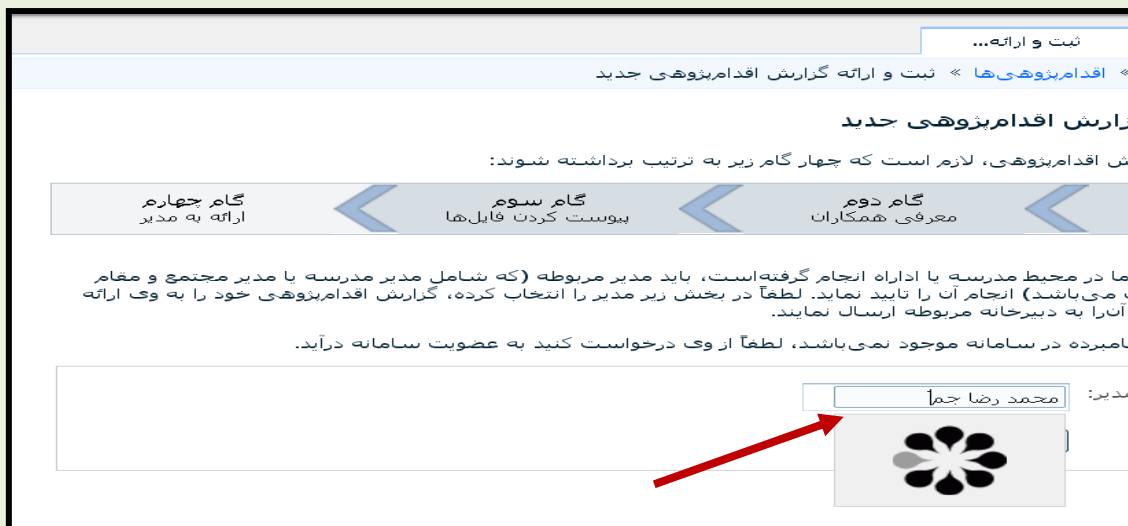 ثبت و ارائه...
» اقدام‌پژوهی‌ها » ثبت و ارائه گزارش اقدام‌پژوهی جدید
اقدام‌پژوهی جدید
اقدام‌پژوهی، لازم است که چهار گام زیر به ترتیب برداشته شوند:
گام دوم
معرفی همکاران
گام سوم
پیوست کردن فایل‌ها
گام چهارم
ارائه به مدیر
در محیط مدرسه یا اداراه انجام گرفته‌است، باید مدیر مربوطه (که شامل مدیر مدرسه یا مدیر مجتمع و مقام
می‌باشد) انجام آن را تایید نماید. لطفاً در بخش زیر مدیر را انتخاب کرده، گزارش اقدام‌پژوهی خود را به وی ارائه
آن‌را به دبیرخانه مربوطه ارسال نمایند.
در سامانه موجود نمی‌باشد، لطفاً از وی درخواست کنید به عضویت سامانه درآید.
محمد رضا جم